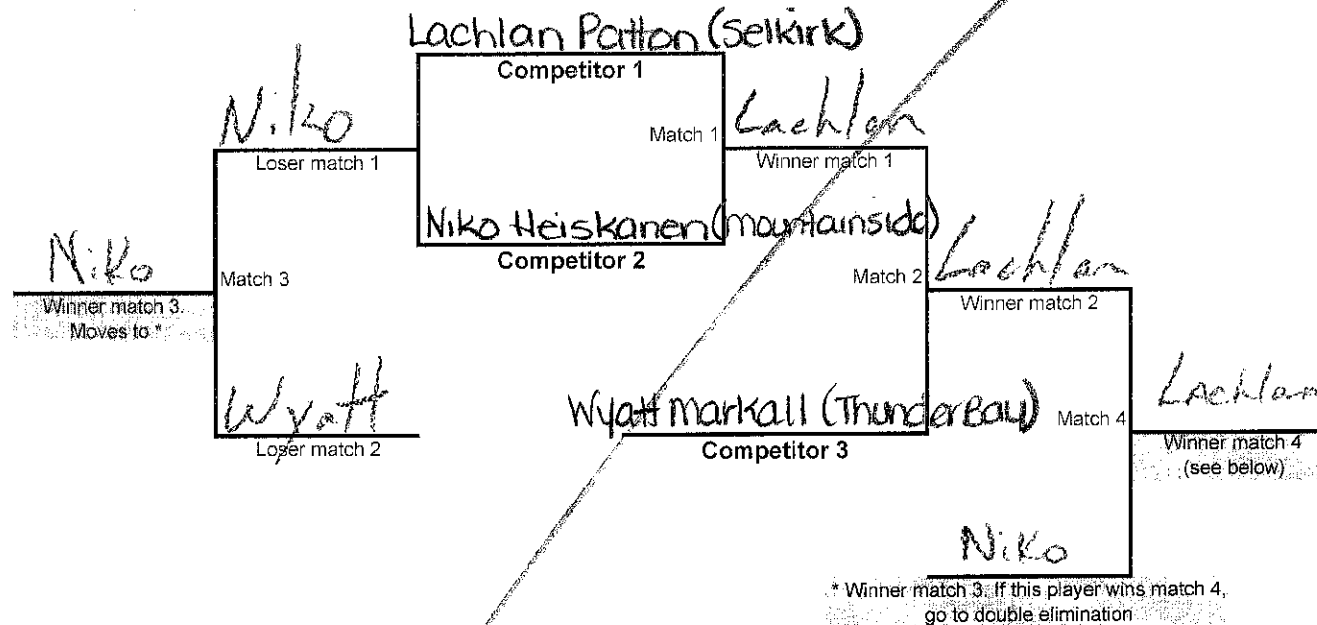 Lachlan Patton (Selkirk)
Competitor 1
Niko
Loser match 1
Match 1
Lachlan
Winner match 1
Niko Heiskanen (mountainside)
Competitor 2
Niko
Winner match 3.
Moves to *
Match 3
Match 2
Lachlan
Winner match 2
Wyatt
Loser match 2
Wyatt Markall (ThunderBay)
Competitor 3
Match 4
Lachlan
Winner match 4
(see below)
Niko
* Winner match 3. If this player wins match 4,
go to double elimination